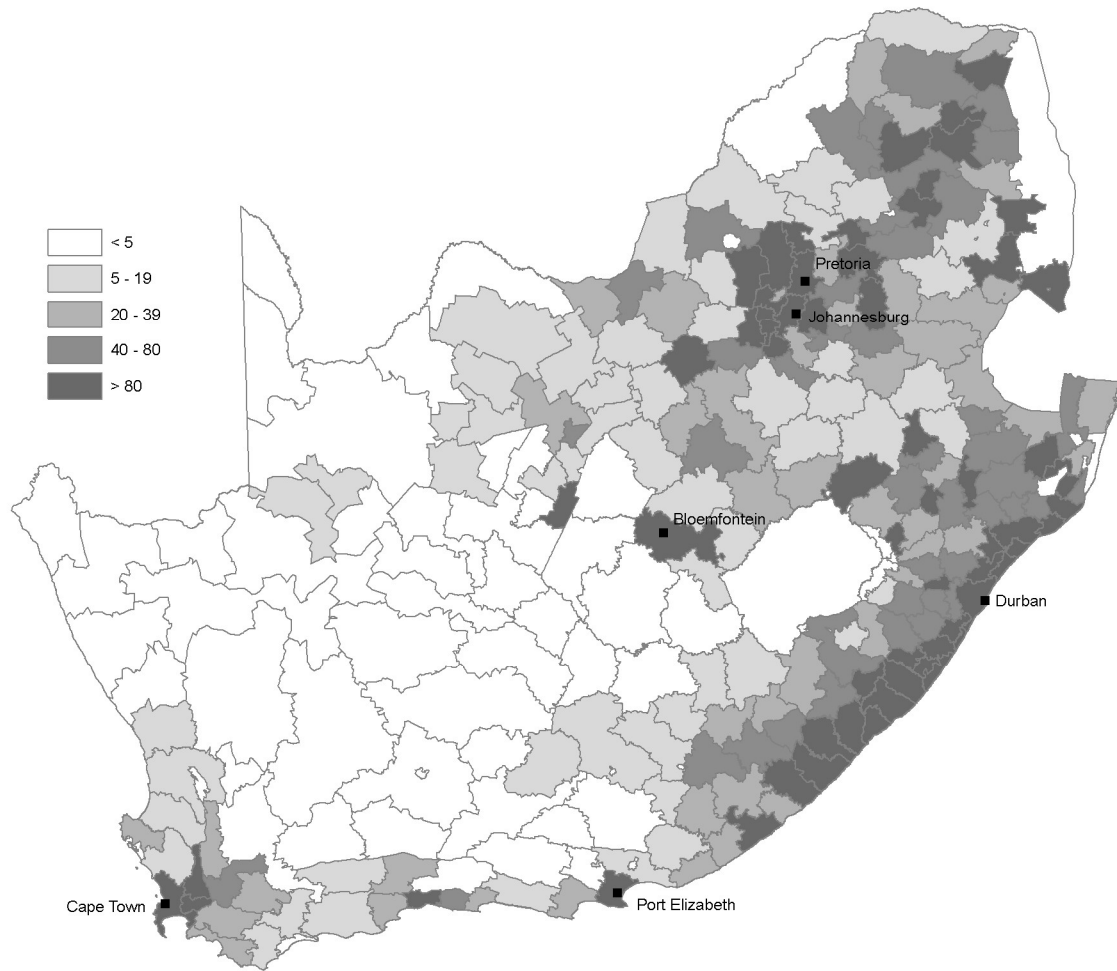 < 5
5 - 19
20 - 39
40 - 80
> 80
Pretoria
Johannesburg
Bloemfontein
Durban
Cape Town
Port Elizabeth